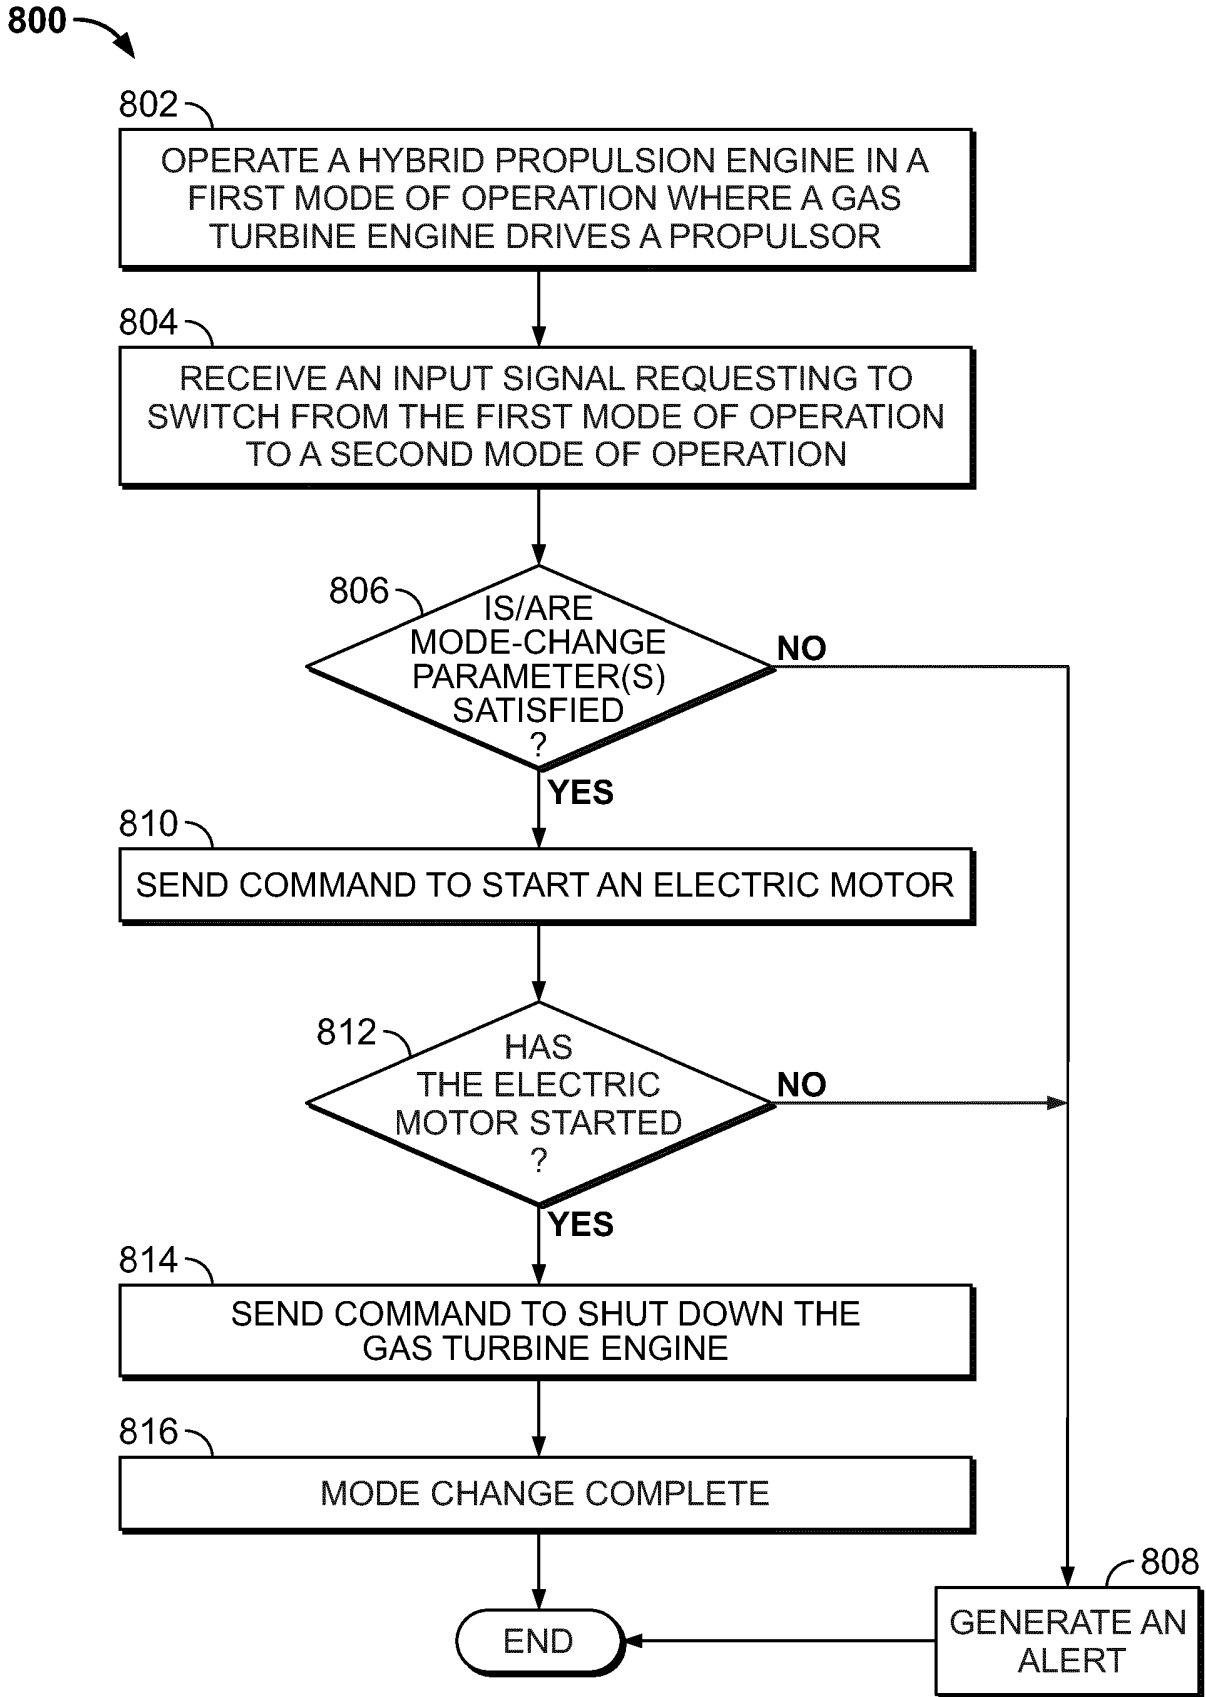 800
802
OPERATE A HYBRID PROPULSION ENGINE IN A
FIRST MODE OF OPERATION WHERE A GAS
TURBINE ENGINE DRIVES A PROPULSOR
804
RECEIVE AN INPUT SIGNAL REQUESTING TO
SWITCH FROM THE FIRST MODE OF OPERATION
TO A SECOND MODE OF OPERATION
806
IS/ARE
MODE-CHANGE
PARAMETER(S)
SATISFIED
?
NO
YES
810
SEND COMMAND TO START AN ELECTRIC MOTOR
812
HAS
THE ELECTRIC
MOTOR STARTED
?
NO
YES
814
SEND COMMAND TO SHUT DOWN THE
GAS TURBINE ENGINE
816
MODE CHANGE COMPLETE
808
GENERATE AN
ALERT
END